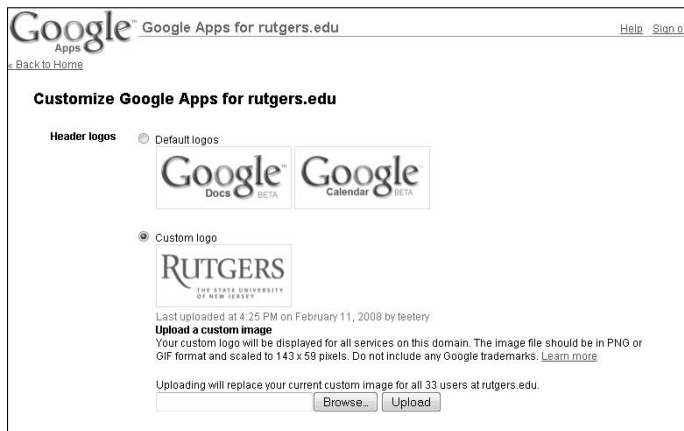 Google™ Apps
Google Apps for rutgers.edu
Help Sign o
« Back to Home
Customize Google Apps for rutgers.edu
Header logos
Default logos
Google™ Docs BETA
Google™ Calendar BETA
Custom logo
RUTGERS
THE STATE UNIVERSITY
OF NEW JERSEY
Last uploaded at 4:25 PM on February 11, 2008 by teetery
Upload a custom image
Your custom logo will be displayed for all services on this domain. The image file should be in PNG or
GIF format and scaled to 143 x 59 pixels. Do not include any Google trademarks. Learn more
Uploading will replace your current custom image for all 33 users at rutgers.edu.
Browse... Upload